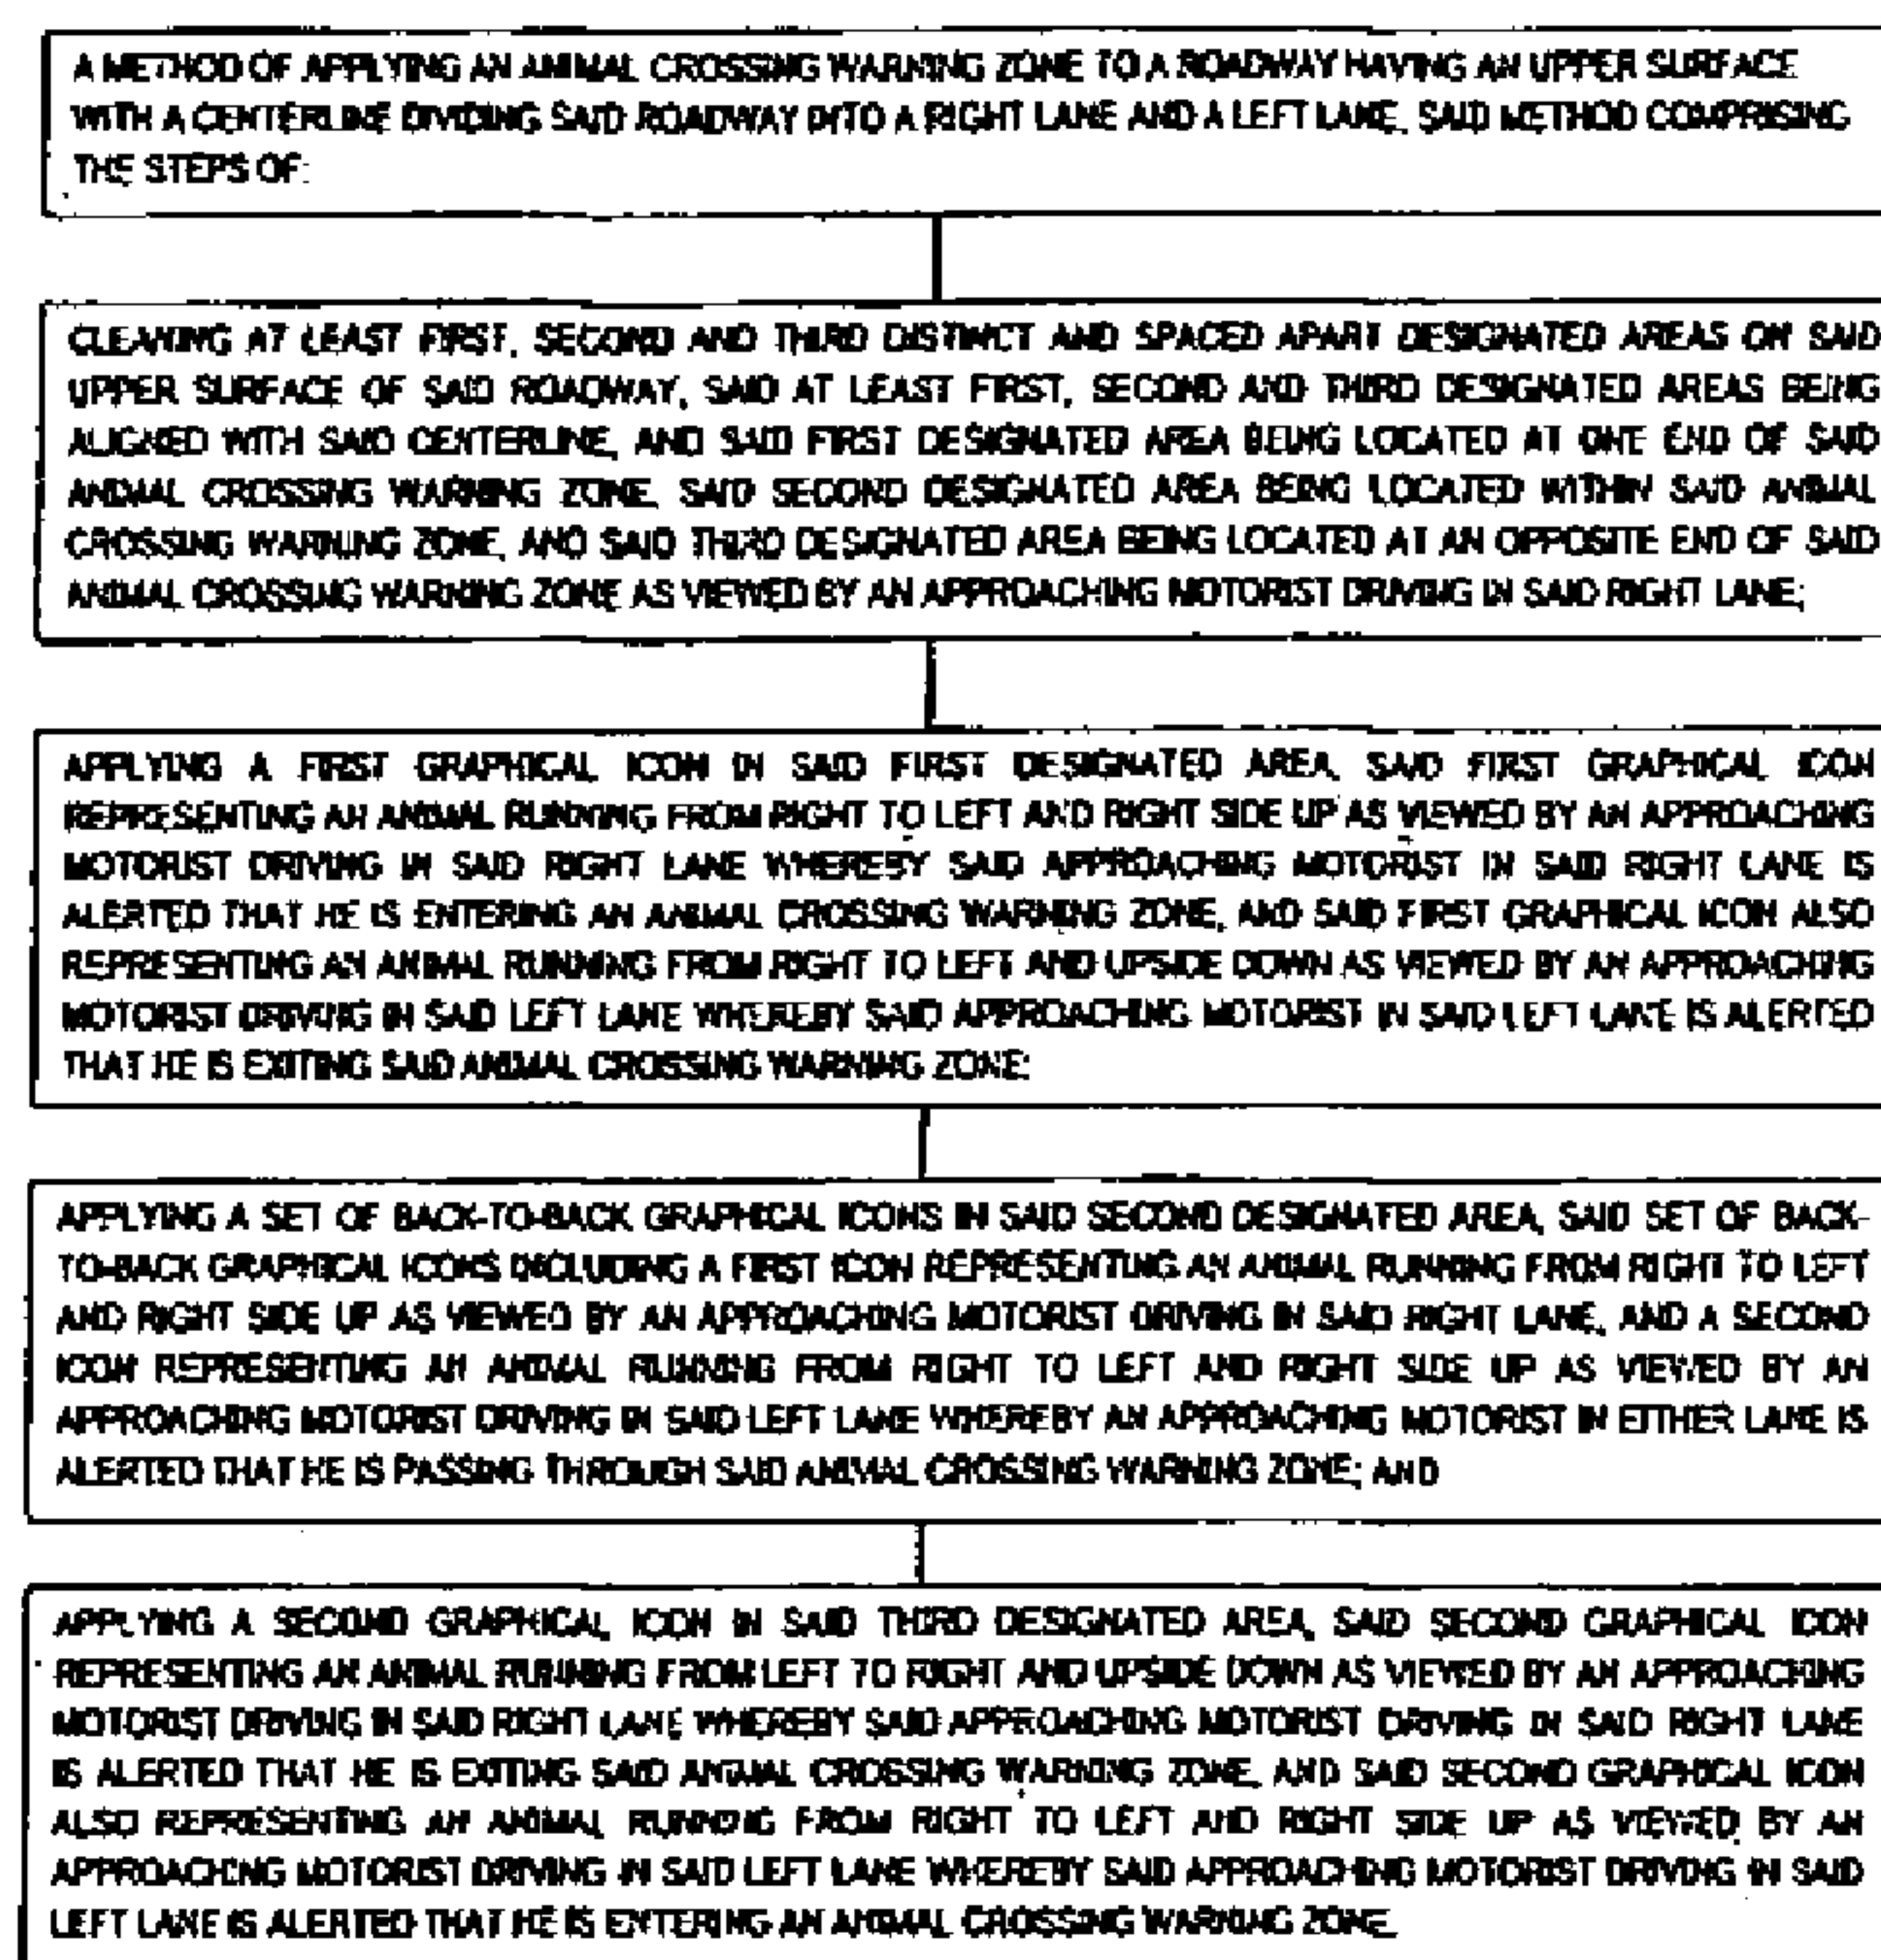 A METHOD OF APPLYING AN ANIMAL CROSSING WARNING ZONE TO A ROADWAY HAVING AN UPPER SURFACE
WITH A CENTERLINE DIVIDING SAID ROADWAY INTO A RIGHT LANE AND A LEFT LANE, SAID METHOD COMPRISING
THE STEPS OF:
CLEANING AT LEAST FIRST, SECOND AND THIRD DISTINCT AND SPACED APART DESIGNATED AREAS ON SAID
UPPER SURFACE OF SAID ROADWAY, SAID AT LEAST FIRST, SECOND AND THIRD DESIGNATED AREAS BEING
ALIGNED WITH SAID CENTERLINE, AND SAID FIRST DESIGNATED AREA BEING LOCATED AT ONE END OF SAID
ANIMAL CROSSING WARNING ZONE, SAID SECOND DESIGNATED AREA BEING LOCATED WITHIN SAID ANIMAL
CROSSING WARNING ZONE, AND SAID THIRD DESIGNATED AREA BEING LOCATED AT AN OPPOSITE END OF SAID
ANIMAL CROSSING WARNING ZONE AS VIEWED BY AN APPROACHING MOTORIST DRIVING IN SAID RIGHT LANE;
APPLYING A FIRST GRAPHICAL ICON IN SAID FIRST DESIGNATED AREA, SAID FIRST GRAPHICAL ICON
REPRESENTING AN ANIMAL RUNNING FROM RIGHT TO LEFT AND RIGHT SIDE UP AS VIEWED BY AN APPROACHING
MOTORIST DRIVING IN SAID RIGHT LANE WHEREBY SAID APPROACHING MOTORIST IN SAID RIGHT LANE IS
ALERTED THAT HE IS ENTERING AN ANIMAL CROSSING WARNING ZONE, AND SAID FIRST GRAPHICAL ICON ALSO
REPRESENTING AN ANIMAL RUNNING FROM RIGHT TO LEFT AND UPSIDE DOWN AS VIEWED BY AN APPROACHING
MOTORIST DRIVING IN SAID LEFT LANE WHEREBY SAID APPROACHING MOTORIST IN SAID LEFT LANE IS ALERTED
THAT HE IS EXITING SAID ANIMAL CROSSING WARNING ZONE;
APPLYING A SET OF BACK-TO-BACK GRAPHICAL ICONS IN SAID SECOND DESIGNATED AREA, SAID SET OF BACK-
TO-BACK GRAPHICAL ICONS INCLUDING A FIRST ICON REPRESENTING AN ANIMAL RUNNING FROM RIGHT TO LEFT
AND RIGHT SIDE UP AS VIEWED BY AN APPROACHING MOTORIST DRIVING IN SAID RIGHT LANE, AND A SECOND
ICON REPRESENTING AN ANIMAL RUNNING FROM RIGHT TO LEFT AND RIGHT SIDE UP AS VIEWED BY AN
APPROACHING MOTORIST DRIVING IN SAID LEFT LANE WHEREBY AN APPROACHING MOTORIST IN EITHER LANE IS
ALERTED THAT HE IS PASSING THROUGH SAID ANIMAL CROSSING WARNING ZONE; AND
APPLYING A SECOND GRAPHICAL ICON IN SAID THIRD DESIGNATED AREA, SAID SECOND GRAPHICAL ICON
REPRESENTING AN ANIMAL RUNNING FROM LEFT TO RIGHT AND UPSIDE DOWN AS VIEWED BY AN APPROACHING
MOTORIST DRIVING IN SAID RIGHT LANE WHEREBY SAID APPROACHING MOTORIST DRIVING IN SAID RIGHT LANE
IS ALERTED THAT HE IS EXITING SAID ANIMAL CROSSING WARNING ZONE, AND SAID SECOND GRAPHICAL ICON
ALSO REPRESENTING AN ANIMAL RUNNING FROM RIGHT TO LEFT AND RIGHT SIDE UP AS VIEWED BY AN
APPROACHING MOTORIST DRIVING IN SAID LEFT LANE WHEREBY SAID APPROACHING MOTORIST DRIVING IN SAID
LEFT LANE IS ALERTED THAT HE IS ENTERING AN ANIMAL CROSSING WARNING ZONE.